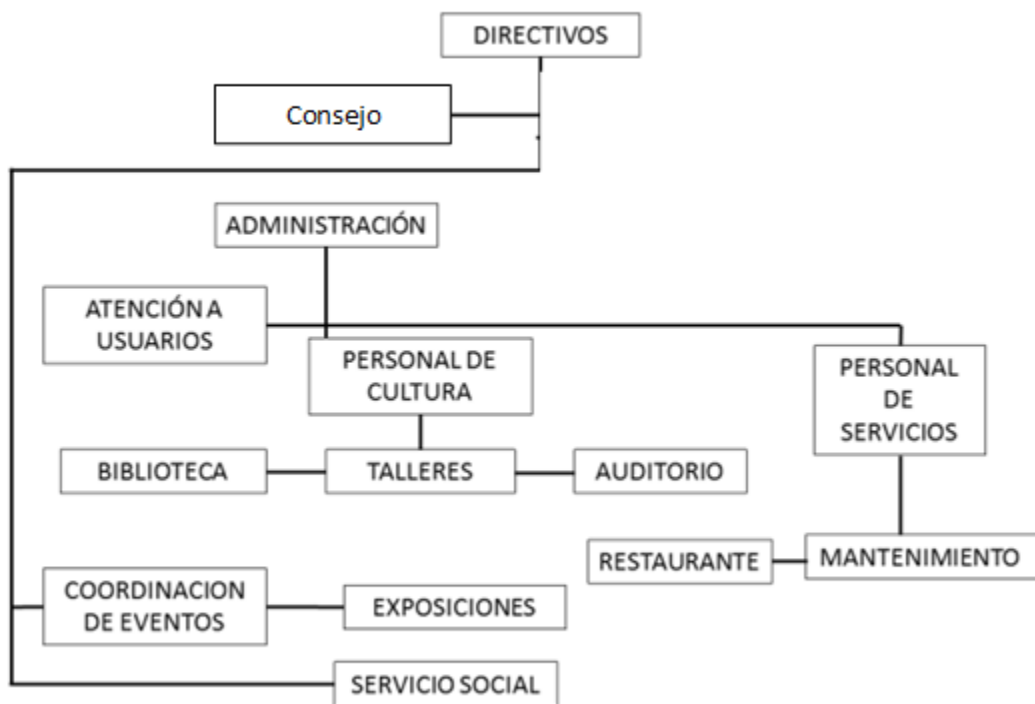 DIRECTIVOS
Consejo
ADMINISTRACIÓN
ATENCIÓN A
USUARIOS
PERSONAL DE
CULTURA
PERSONAL
DE
SERVICIOS
BIBLIOTECA
TALLERES
AUDITORIO
RESTAURANTE
MANTENIMIENTO
COORDINACION
DE EVENTOS
EXPOSICIONES
SERVICIO SOCIAL